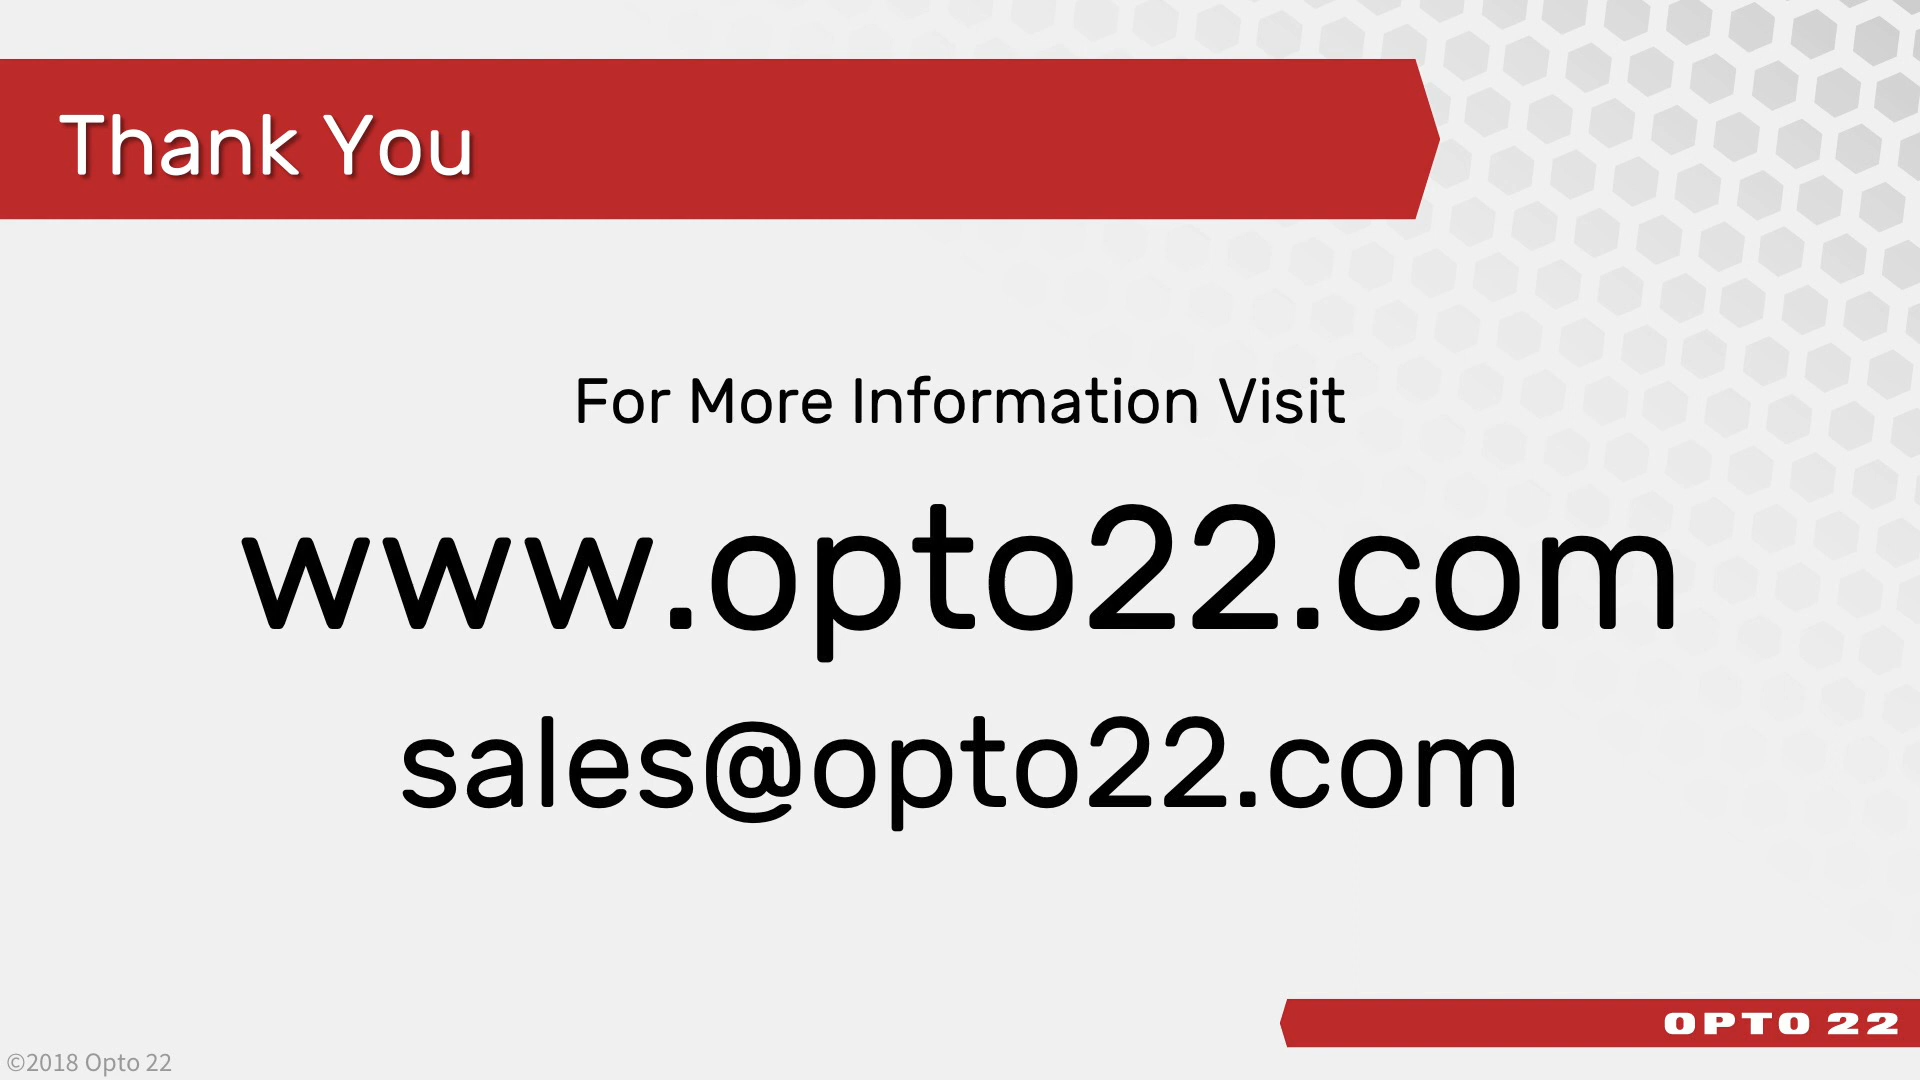 Thank You
For More Information Visit
www.opto22.com
sales@opto22.com
OPTO 22
©2018 Opto 22